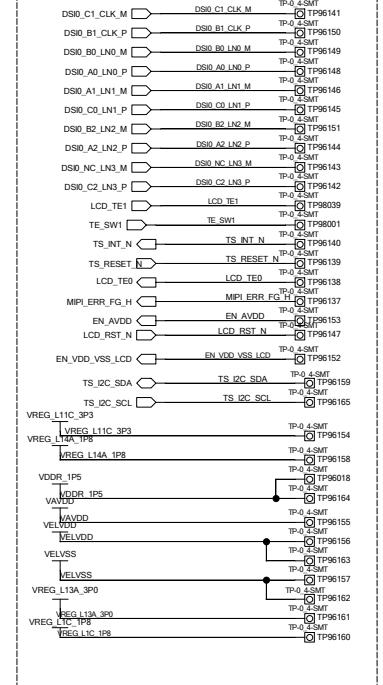 TP-0_4-SMT
DSI0_C1_CLK_M DSI0_C1_CLK_M TP96141
TP-0_4-SMT
DSI0_B1_CLK_P DSI0_B1_CLK_P TP96150
TP-0_4-SMT
DSI0_B0_LN0_M DSI0_B0_LN0_M TP96149
TP-0_4-SMT
DSI0_A0_LN0_P DSI0_A0_LN0_P TP96148
TP-0_4-SMT
DSI0_A1_LN1_M DSI0_A1_LN1_M TP96146
TP-0_4-SMT
DSI0_C0_LN1_P DSI0_C0_LN1_P TP96145
TP-0_4-SMT
DSI0_B2_LN2_M DSI0_B2_LN2_M TP96151
TP-0_4-SMT
DSI0_A2_LN2_P DSI0_A2_LN2_P TP96144
TP-0_4-SMT
DSI0_NC_LN3_M DSI0_NC_LN3_M TP96143
TP-0_4-SMT
DSI0_C2_LN3_P DSI0_C2_LN3_P TP96142
TP-0_4-SMT
LCD_TE1 LCD_TE1 TP98039
TP-0_4-SMT
TE_SW1 TE_SW1 TP98001
TP-0_4-SMT
TS_INT_N TS_INT_N TP96140
TP-0_4-SMT
TS_RESET_N TS_RESET_N TP96139
TP-0_4-SMT
LCD_TE0 LCD_TE0 TP96138
TP-0_4-SMT
MIPI_ERR_FG_H MIPI_ERR_FG_H TP96137
TP-0_4-SMT
EN_AVDD EN_AVDD TP96153
TP-0_4-SMT
LCD_RST_N LCD_RST_N TP96147
TP-0_4-SMT
EN_VDD_VSS_LCD EN_VDD_VSS_LCD TP96152
TP-0_4-SMT
TS_I2C_SDA TS_I2C_SDA TP96159
TP-0_4-SMT
TS_I2C_SCL TS_I2C_SCL TP96165
VREG_L11C_3P3
TP-0_4-SMT
VREG_L11C_3P3 TP96154
VREG_L14A_1P8
TP-0_4-SMT
VREG_L14A_1P8 TP96158
TP-0_4-SMT
VDDR_1P5 TP96018
TP-0_4-SMT
VDDR_1P5 TP96164
VAVDD
TP-0_4-SMT
VAVDD TP96155
VELVDD
TP-0_4-SMT
VELVDD TP96156
TP-0_4-SMT
VELVSS TP96163
TP-0_4-SMT
VELVSS TP96157
VREG_L13A_3P0
TP-0_4-SMT
TP96162
TP-0_4-SMT
VREG_L13A_3P0 TP96161
VREG_L1C_1P8
TP-0_4-SMT
VREG_L1C_1P8 TP96160